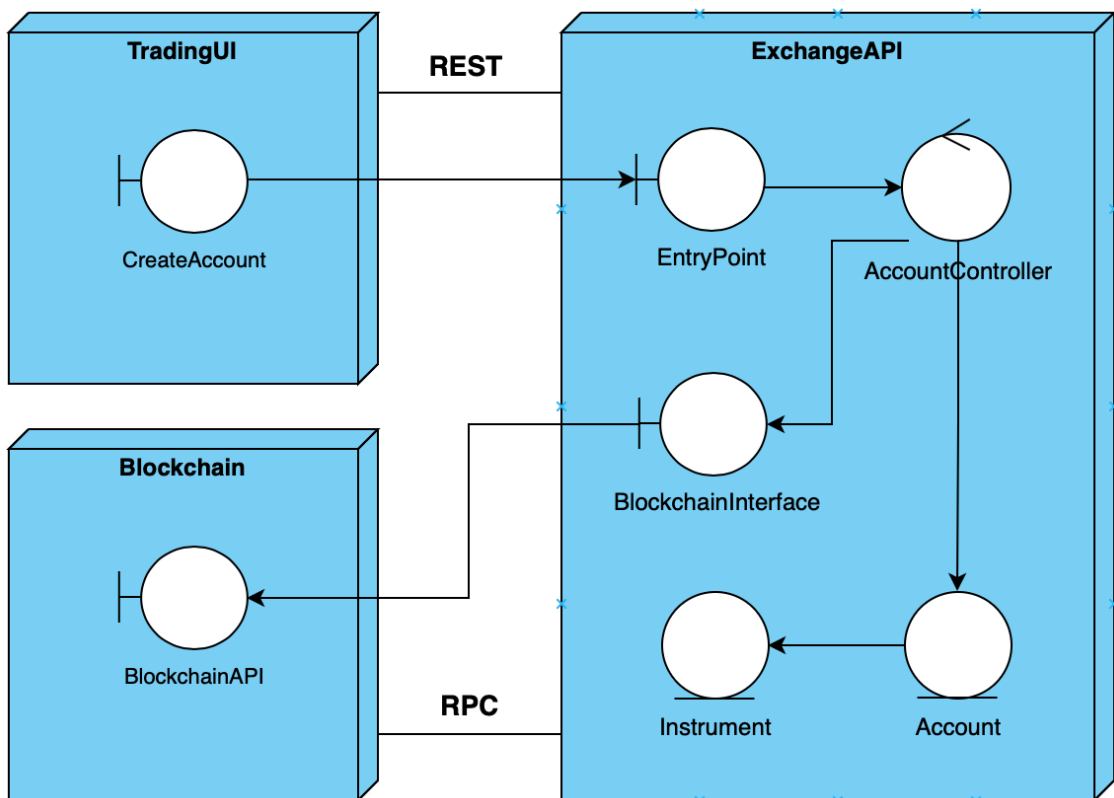 TradingUI
REST
ExchangeAPI
CreateAccount
EntryPoint
AccountController
Blockchain
BlockchainInterface
BlockchainAPI
RPC
Instrument
Account